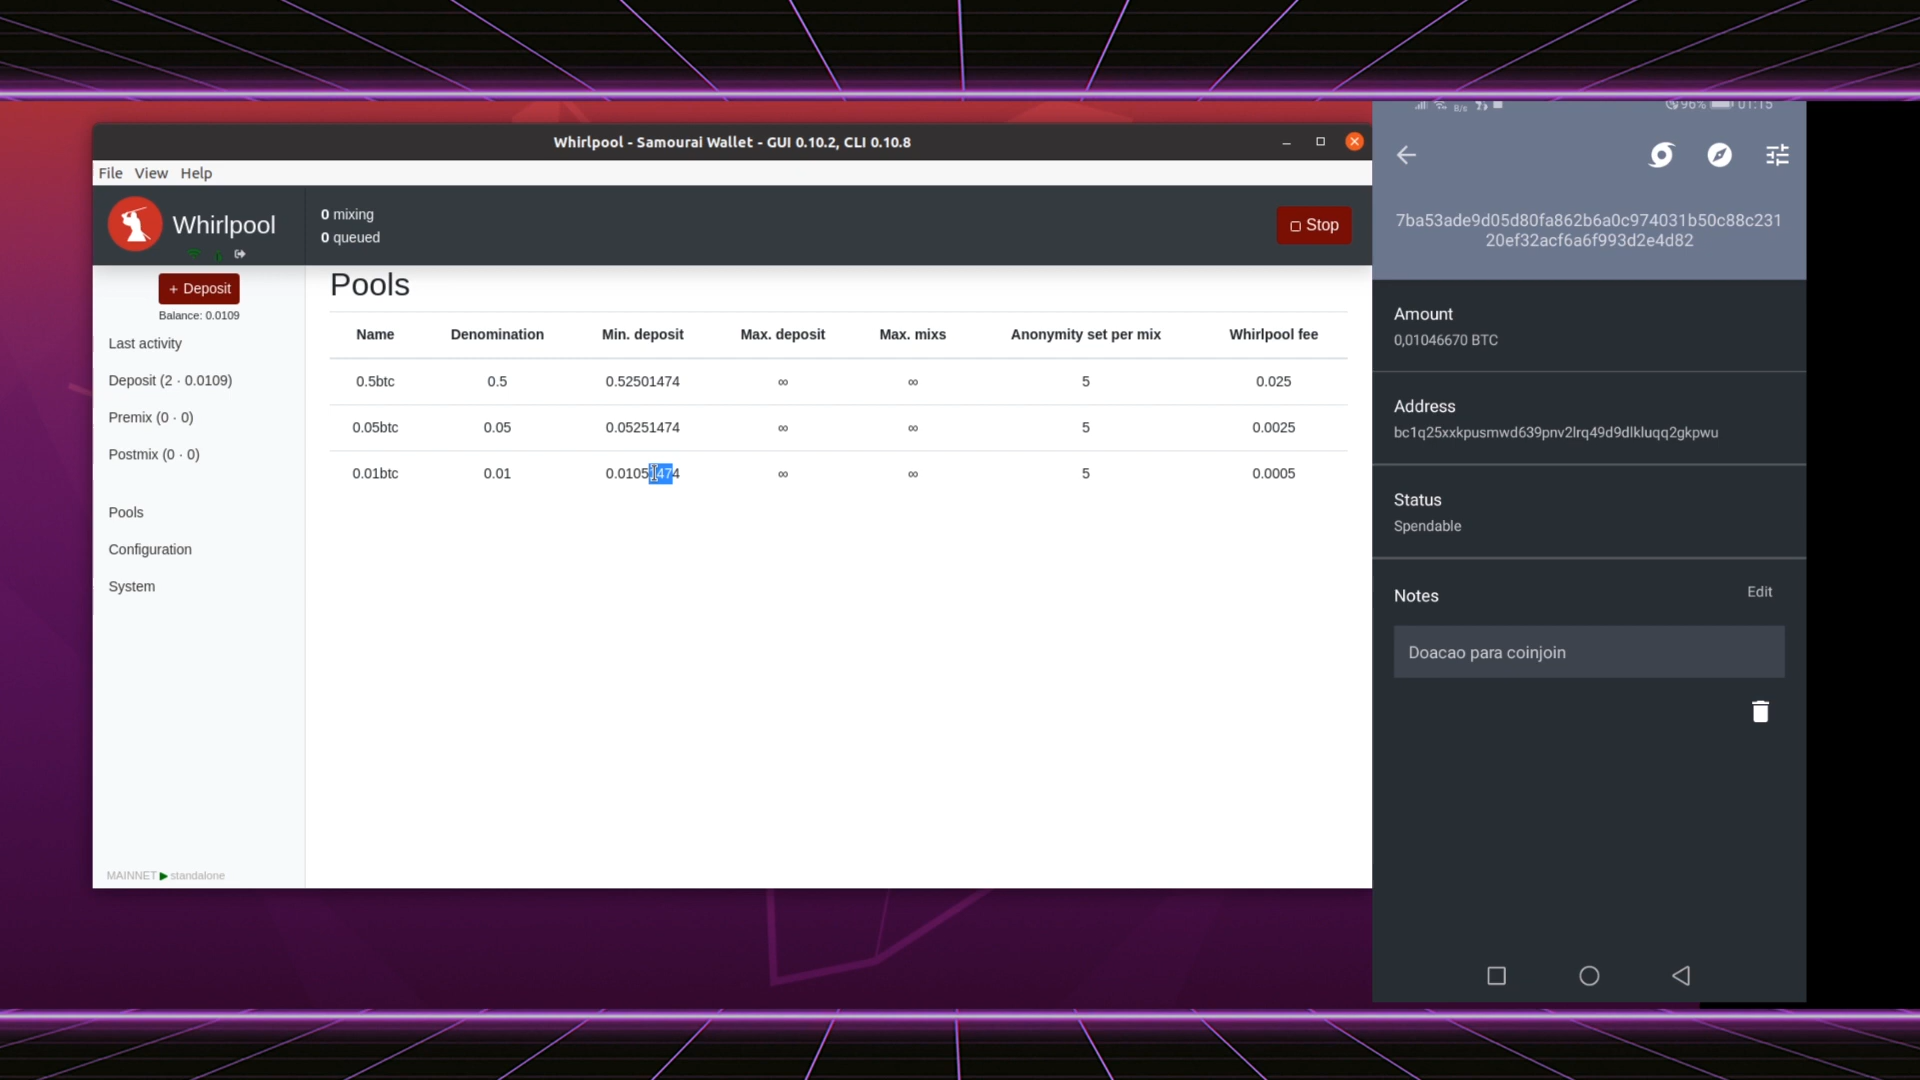 Whirlpool - Samourai Wallet - GUI 0.10.2, CLI 0.10.8
File View Help
Whirlpool
0 mixing
0 queued
Stop
+ Deposit
Balance: 0.0109
Last activity
Deposit (2 · 0.0109)
Premix (0 · 0)
Postmix (0 · 0)
Pools
Configuration
System
MAINNET standalone
Pools
Name Denomination Min. deposit Max. deposit Max. mixs Anonymity set per mix Whirlpool fee
0.5btc 0.5 0.52501474 ∞ ∞ 5 0.025
0.05btc 0.05 0.05251474 ∞ ∞ 5 0.0025
0.01btc 0.01 0.01051474 ∞ ∞ 5 0.0005
B/s 96% 01:15
7ba53ade9d05d80fa862b6a0c974031b50c88c231
20ef32acf6a6f993d2e4d82
Amount
0,01046670 BTC
Address
bc1q25xxkpusmwd639pnv2lrq49d9dlkluqq2gkpwu
Status
Spendable
Notes
Edit
Doacao para coinjoin